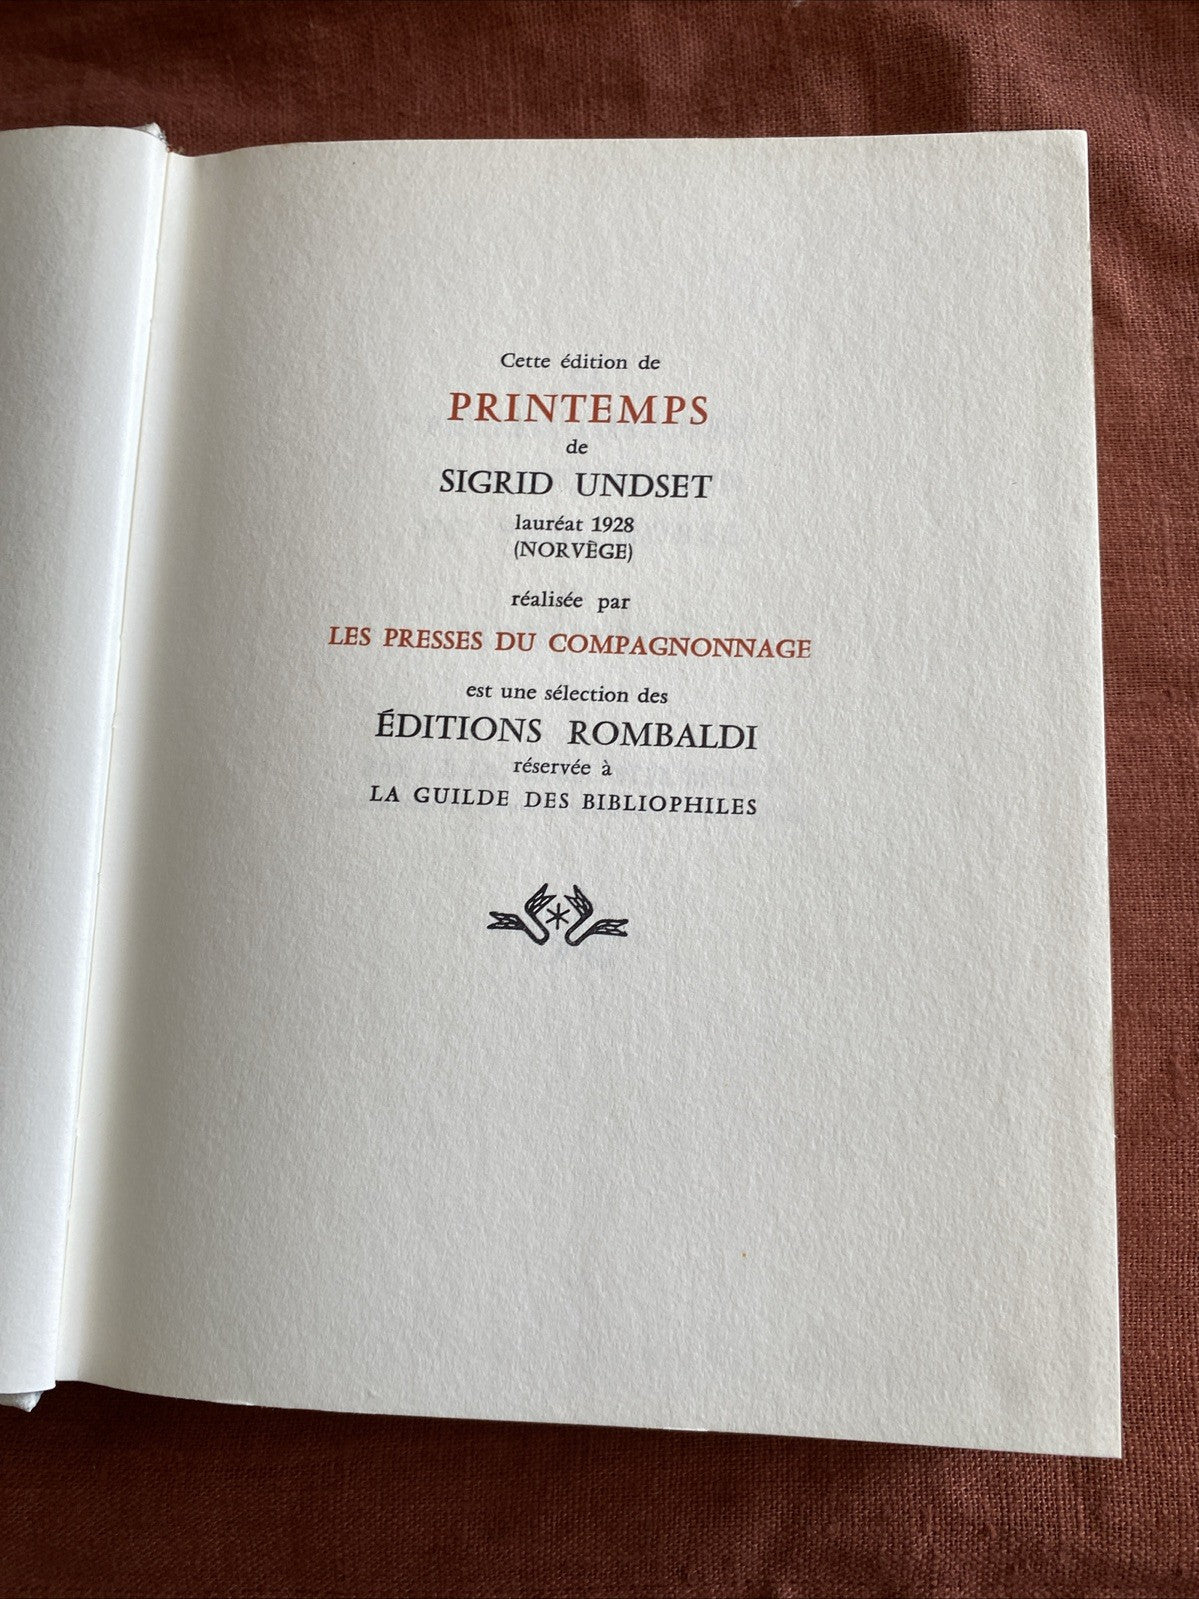 Cette édition de
PRINTEMPS
de
SIGRID UNDSET
lauréat 1928
(NORVÈGE)
réalisée par
LES PRESSES DU COMPAGNONNAGE
est une sélection des
ÉDITIONS ROMBALDI
réservée à
LA GUILDE DES BIBLIOPHILES